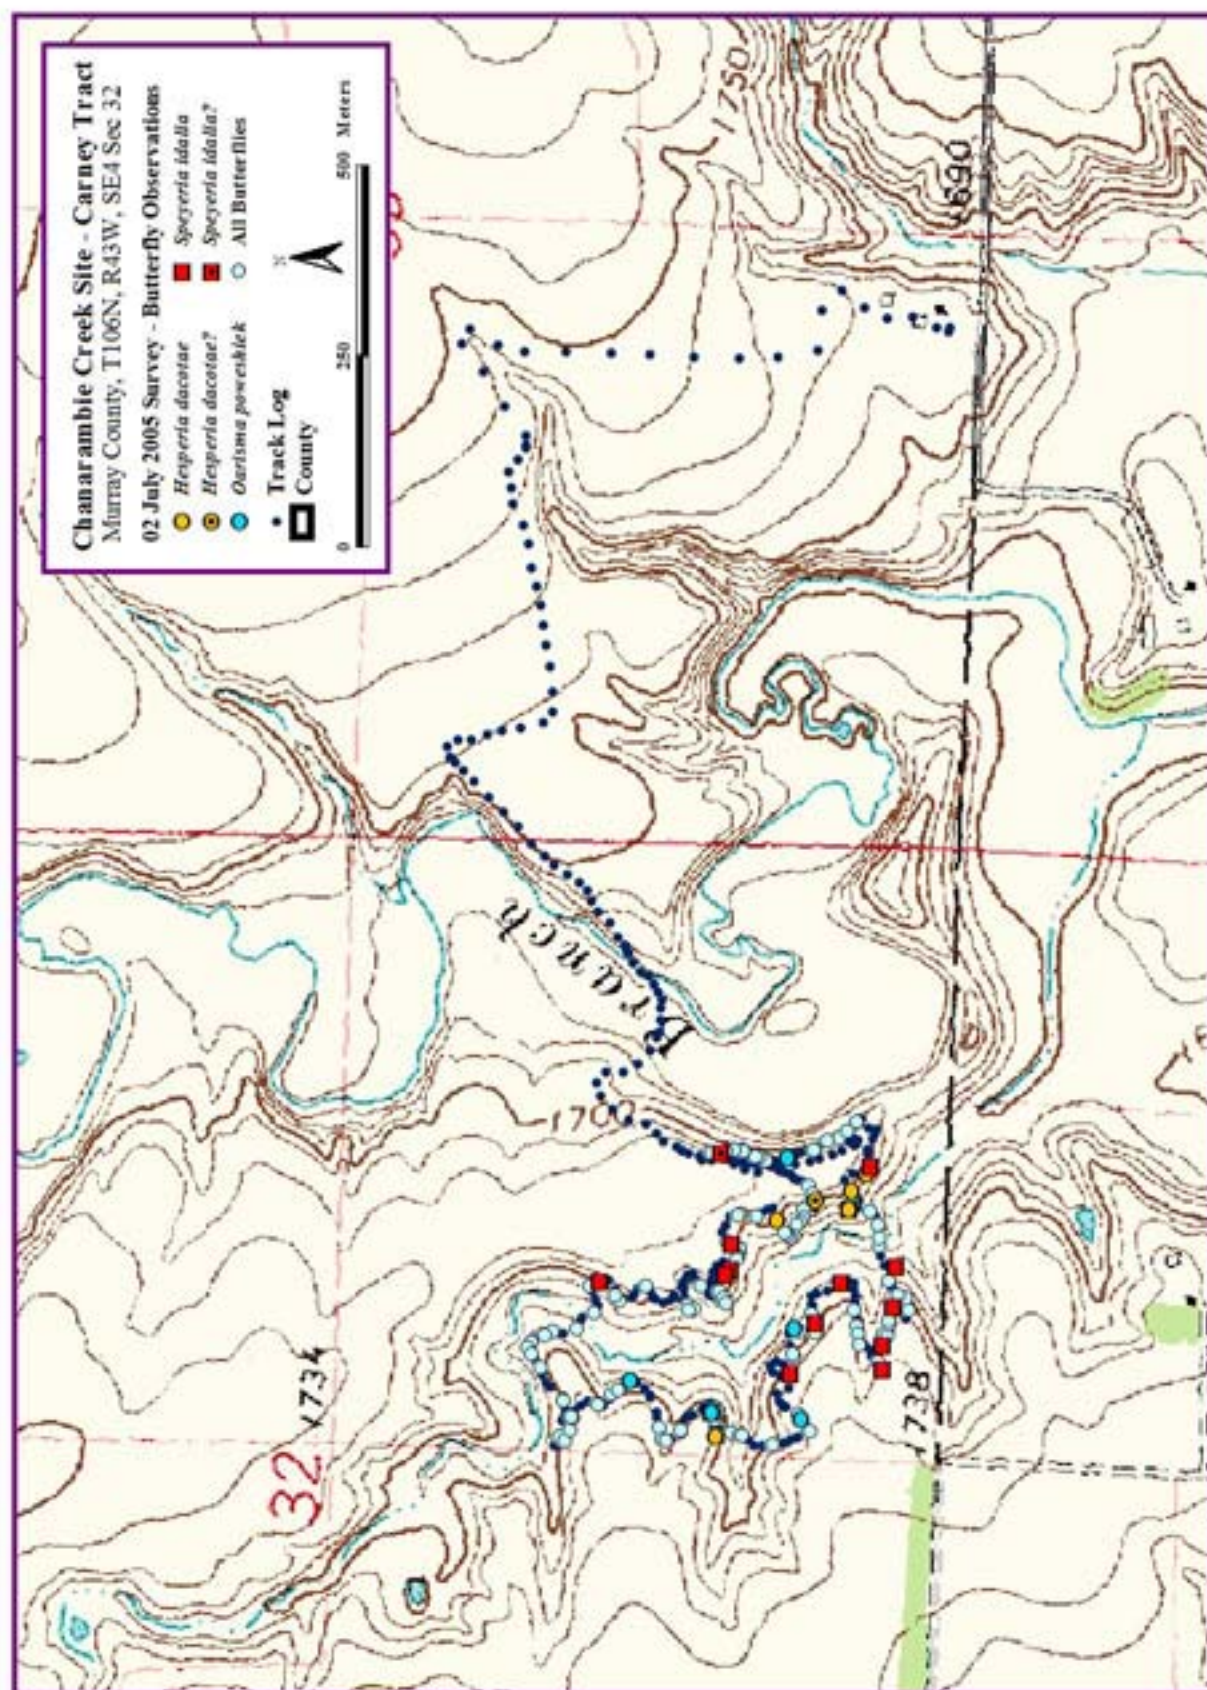 Chanarambie Creek Site - Carney Tract
Murray County, T106N, R43W, SE4 Sec 32
02 July 2005 Survey - Butterfly Observations
Hesperia dacotae
Hesperia dacotae?
Oarisma poweshiek
Speyeria idalia
Speyeria idalia?
All Butterflies
Track Log
County
N
0 250 500 Meters
1750
1690
Branch
1700
32
1734
1738